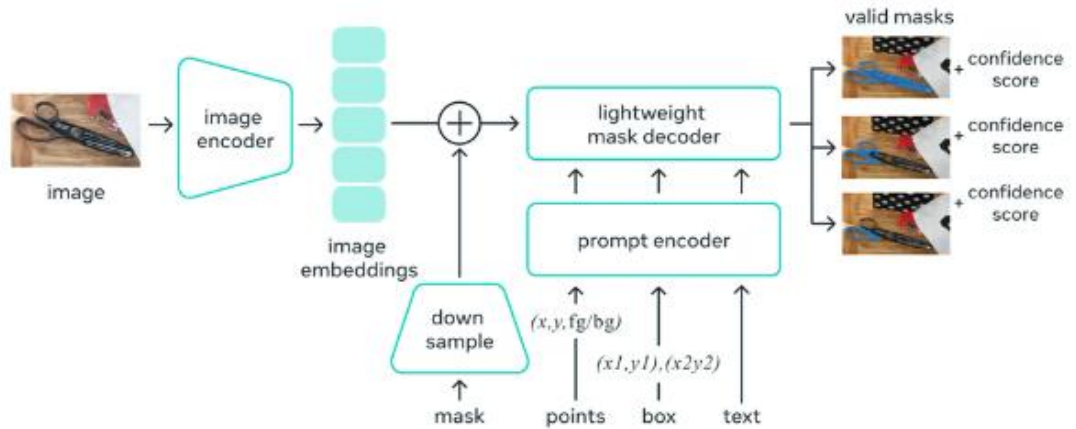 valid masks
confidence
score
image
encoder
lightweight
mask decoder
confidence
score
image
confidence
score
prompt encoder
image
embeddings
down
sample
(x,y,fg/bg)
(x1,y1),(x2y2)
mask
points
box
text
+
+
+